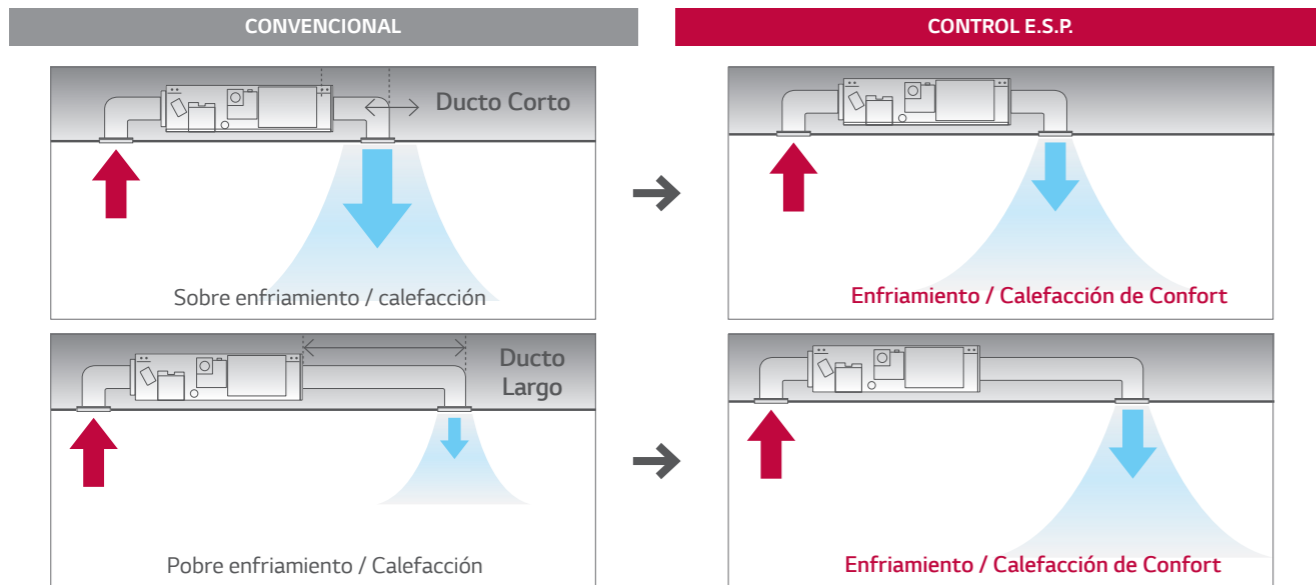 CONVENCIONAL
CONTROL E.S.P.
Ducto Corto
Sobre enfriamiento / calefacción
Enfriamiento / Calefacción de Confort
Ducto
Largo
Pobre enfriamiento / Calefacción
Enfriamiento / Calefacción de Confort